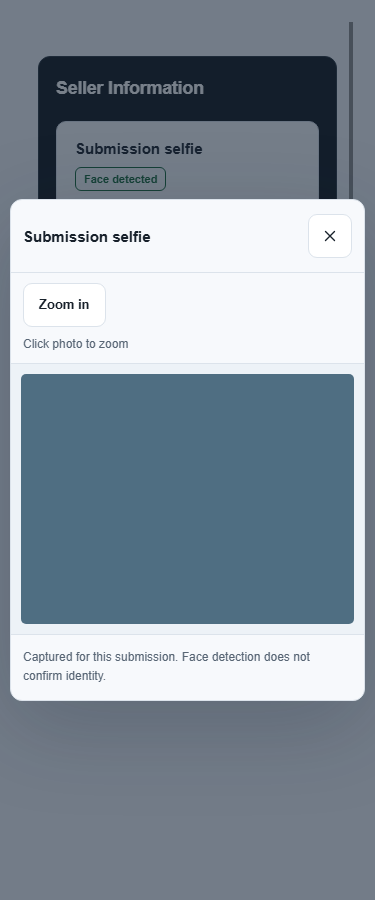 Seller Information
Submission selfie
Face detected
Submission selfie
Zoom in
Click photo to zoom
Captured for this submission. Face detection does not
confirm identity.